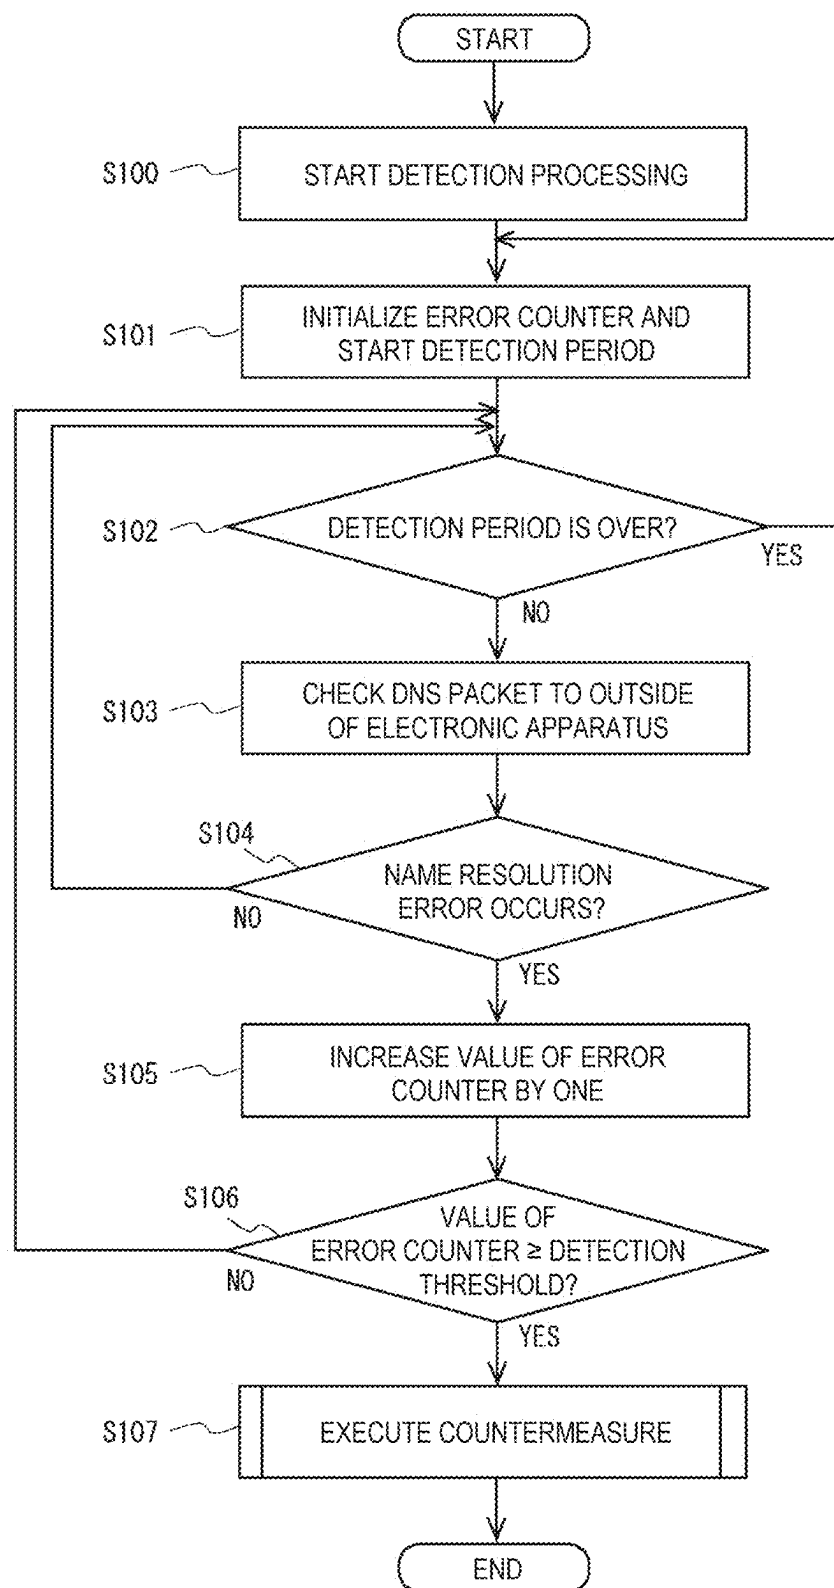 START
S100
START DETECTION PROCESSING
S101
INITIALIZE ERROR COUNTER AND
START DETECTION PERIOD
S102
DETECTION PERIOD IS OVER?
YES
NO
S103
CHECK DNS PACKET TO OUTSIDE
OF ELECTRONIC APPARATUS
S104
NAME RESOLUTION
ERROR OCCURS?
NO
YES
S105
INCREASE VALUE OF ERROR
COUNTER BY ONE
S106
VALUE OF
ERROR COUNTER ≥ DETECTION
THRESHOLD?
NO
YES
S107
EXECUTE COUNTERMEASURE
END